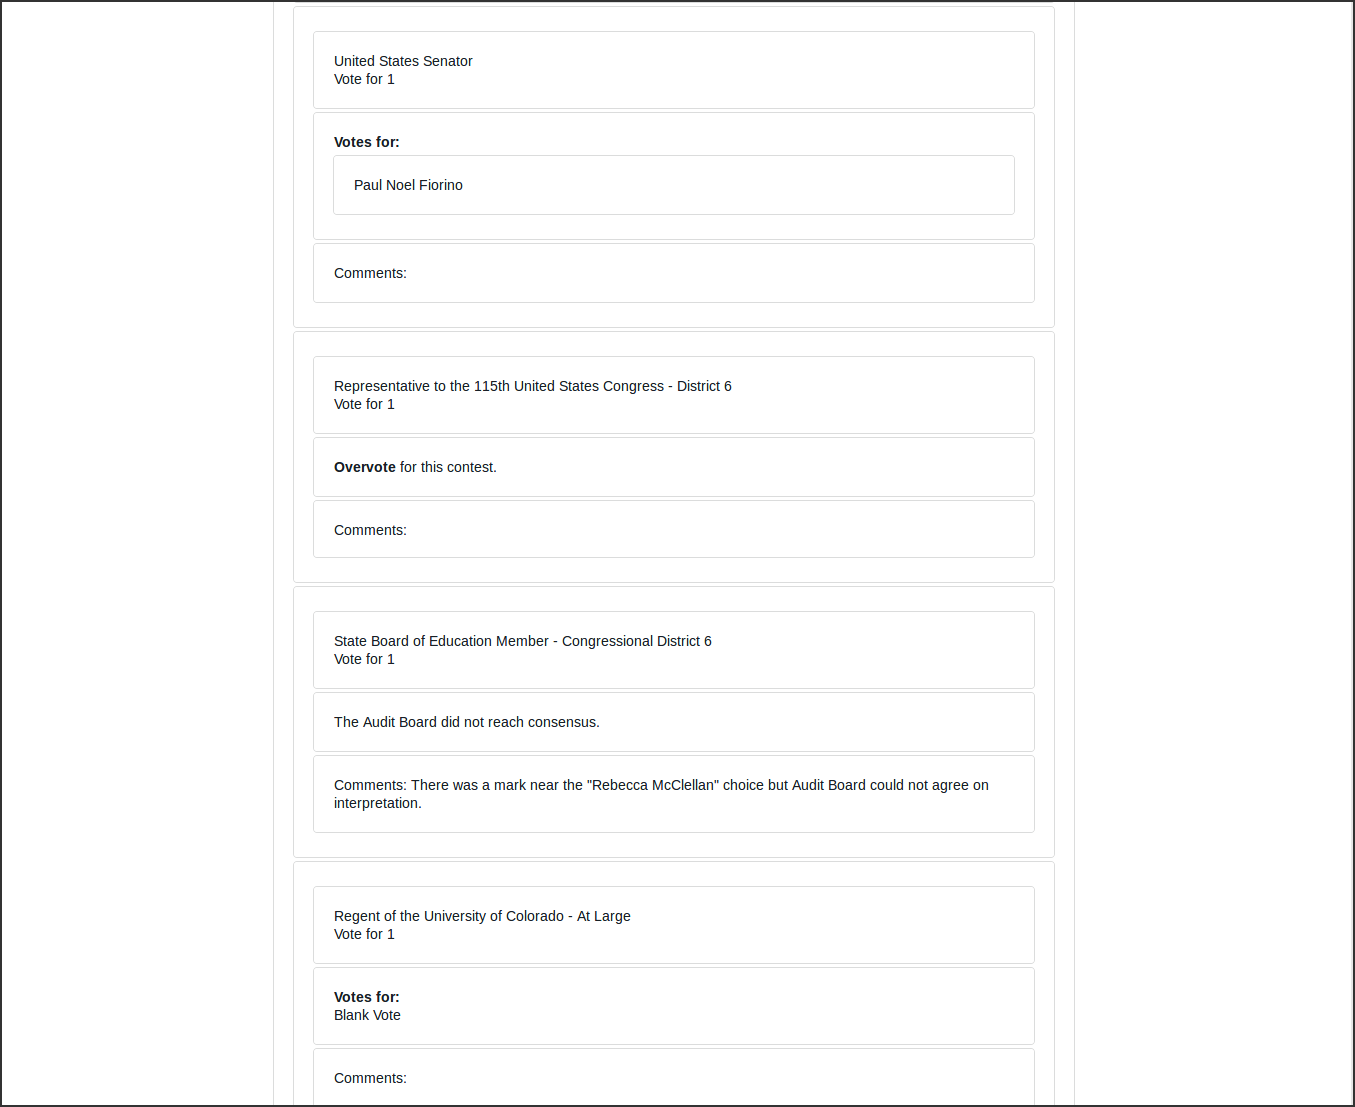 United States Senator
Vote for 1
Votes for:
Paul Noel Fiorino
Comments:
Representative to the 115th United States Congress - District 6
Vote for 1
Overvote for this contest.
Comments:
State Board of Education Member - Congressional District 6
Vote for 1
The Audit Board did not reach consensus.
Comments: There was a mark near the "Rebecca McClellan" choice but Audit Board could not agree on
interpretation.
Regent of the University of Colorado - At Large
Vote for 1
Votes for:
Blank Vote
Comments: